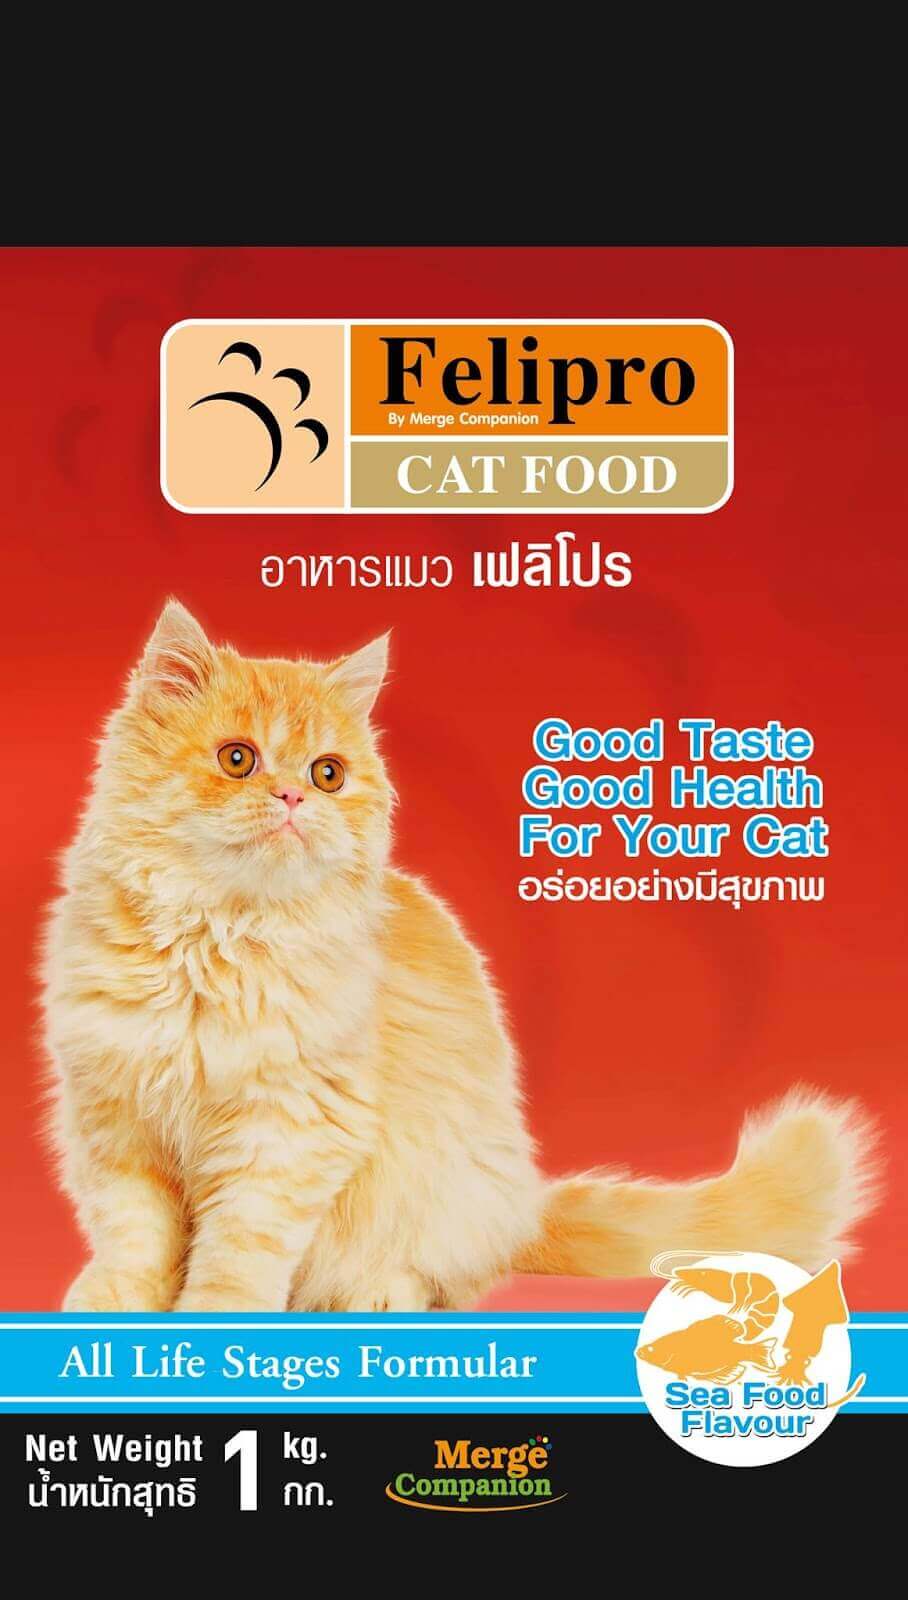 Felipro
By Merge Companion
CAT FOOD
อาหารแมว เฟลิโปร
Good Taste
Good Health
For Your Cat
อร่อยอย่างมีสุขภาพ
All Life Stages Formular
Sea Food
Flavour
Net Weight 1 kg.
น้ำหนักสุทธิ กก.
Merge
Companion